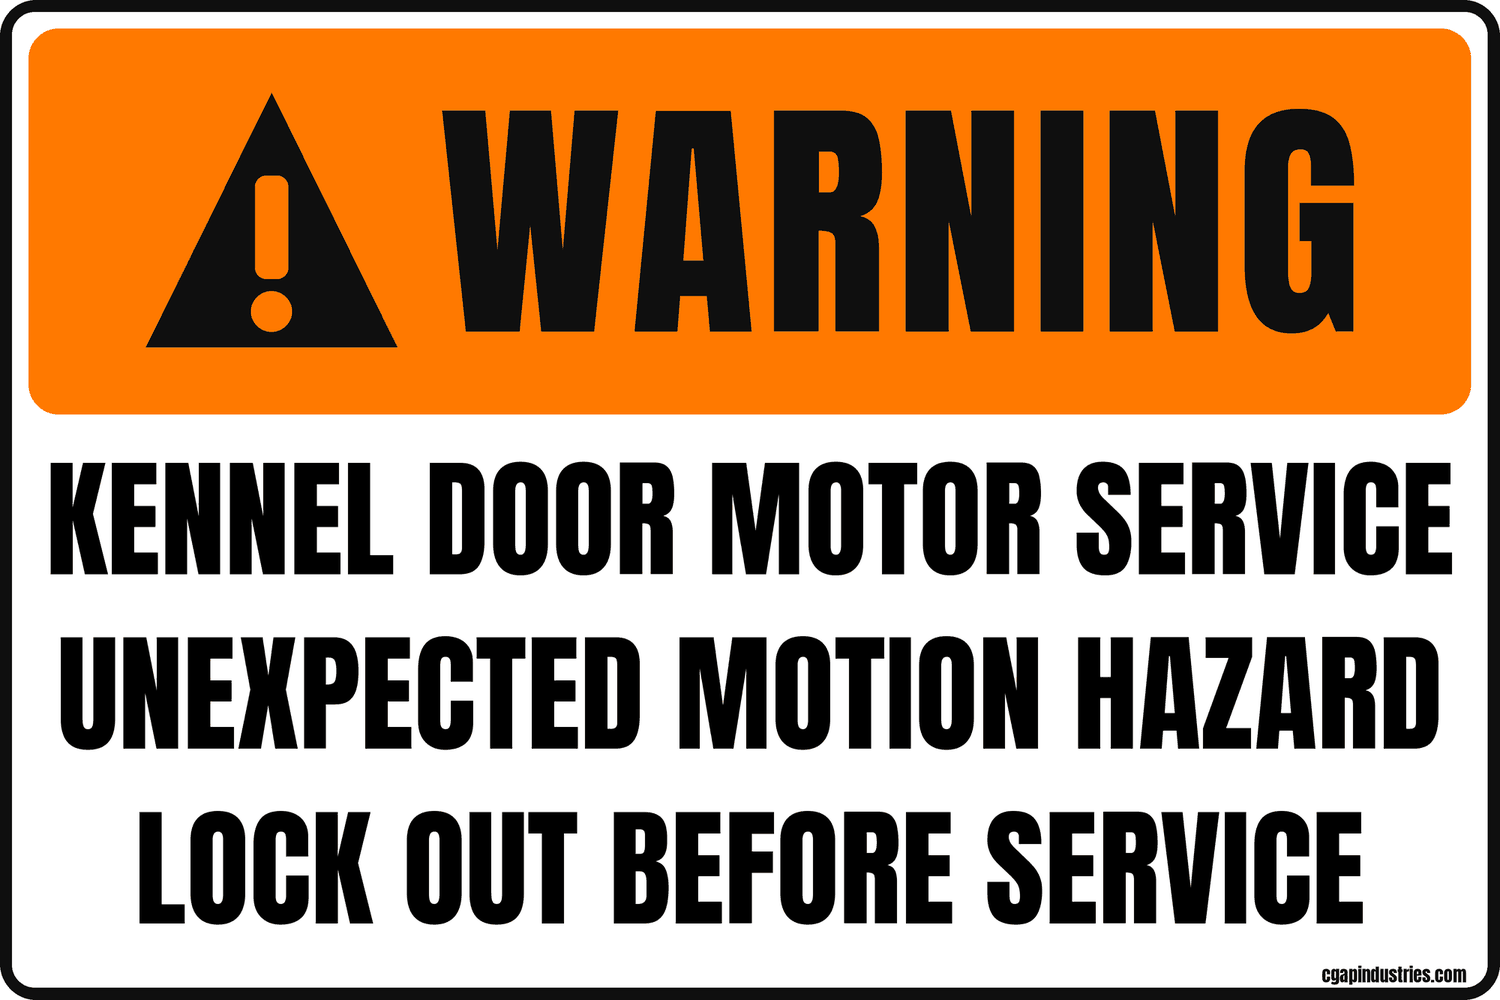 WARNING
KENNEL DOOR MOTOR SERVICE
UNEXPECTED MOTION HAZARD
LOCK OUT BEFORE SERVICE
cgapindustries.com